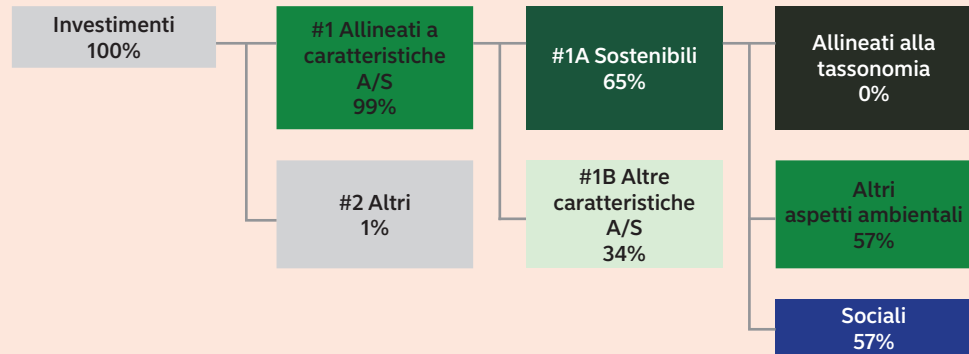 Investimenti
100%
#1 Allineati a
caratteristiche
A/S
99%
#2 Altri
1%
#1A Sostenibili
65%
#1B Altre
caratteristiche
A/S
34%
Allineati alla
tassonomia
0%
Altri
aspetti ambientali
57%
Sociali
57%